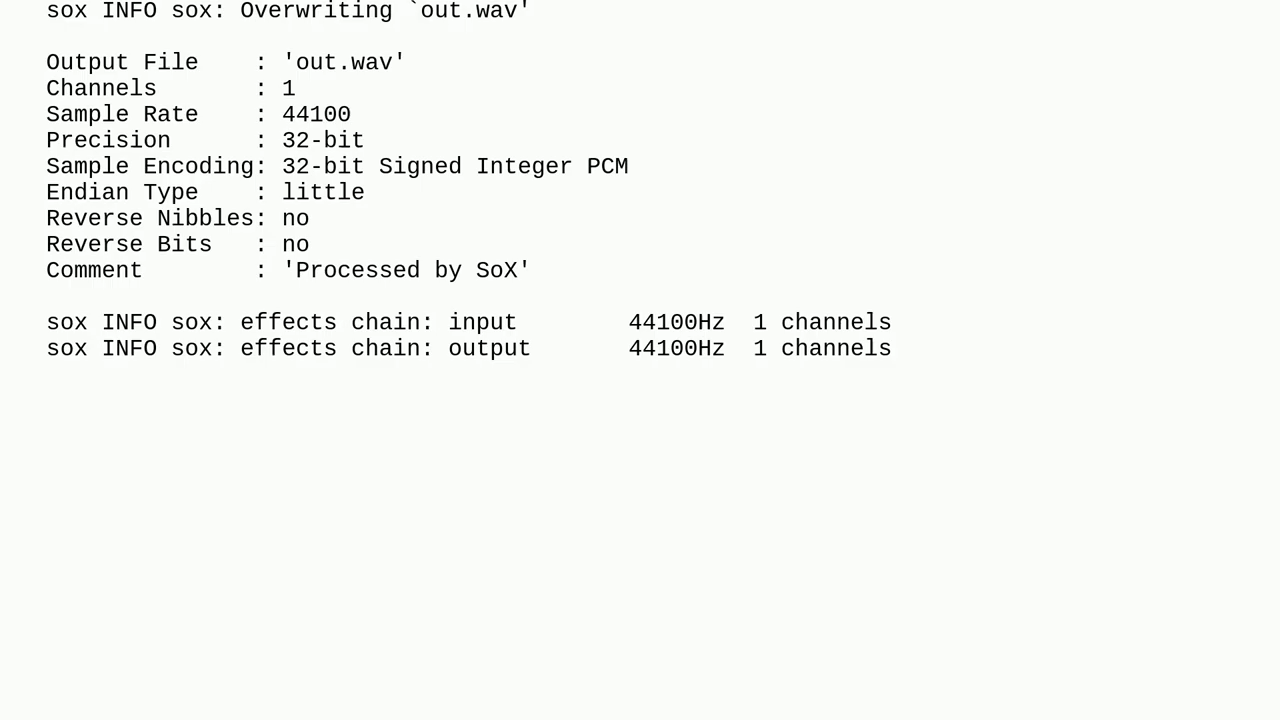 sox INFO sox: Overwriting `out.wav'

Output File    : 'out.wav'
Channels       : 1
Sample Rate    : 44100
Precision      : 32-bit
Sample Encoding: 32-bit Signed Integer PCM
Endian Type    : little
Reverse Nibbles: no
Reverse Bits   : no
Comment        : 'Processed by SoX'

sox INFO sox: effects chain: input        44100Hz  1 channels
sox INFO sox: effects chain: output       44100Hz  1 channels